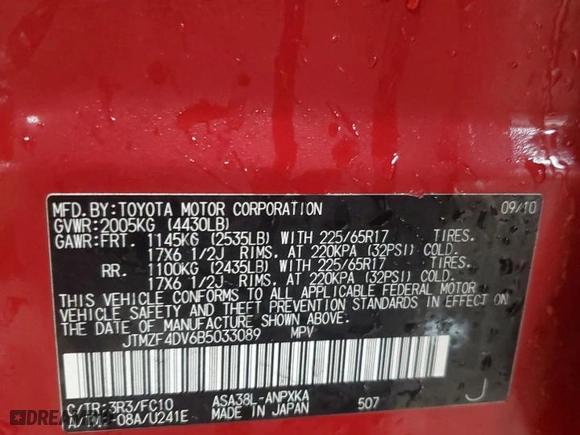 MFD.BY:TOYOTA MOTOR CORPORATION 09/10
GVWR:2005KG (4430LB)
GAWR:FRT. 1145KG (2535LB) WITH 225/65R17 TIRES.
17X6 1/2J RIMS. AT 220KPA (32PSI) COLD.
RR. 1100KG (2435LB) WITH 225/65R17 TIRES.
17X6 1/2J RIMS. AT 220KPA (32PSI) COLD.
THIS VEHICLE CONFORMS TO ALL APPLICABLE FEDERAL MOTOR
VEHICLE SAFETY AND THEFT PREVENTION STANDARDS IN EFFECT ON
THE DATE OF MANUFACTURE SHOWN ABOVE.
JTMZF4DV6B5033089 MPV
C/TR:3R3/FC10 ASA38L-ANPXKA J
A/TM:-08A/U241E MADE IN JAPAN 507